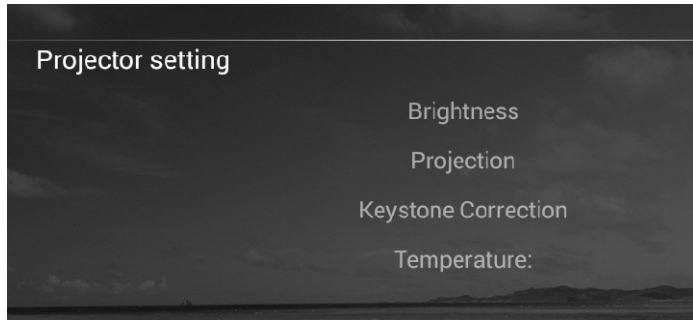 Projector setting
Brightness
Projection
Keystone Correction
Temperature: